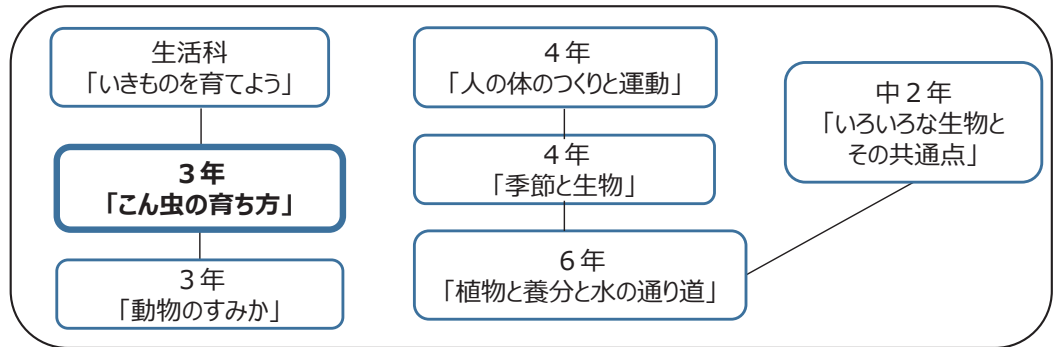 生活科
「いきものを育てよう」
３年
「こん虫の育ち方」
３年
「動物のすみか」
４年
「人の体のつくりと運動」
４年
「季節と生物」
６年
「植物と養分と水の通り道」
中２年
「いろいろな生物と
その共通点」